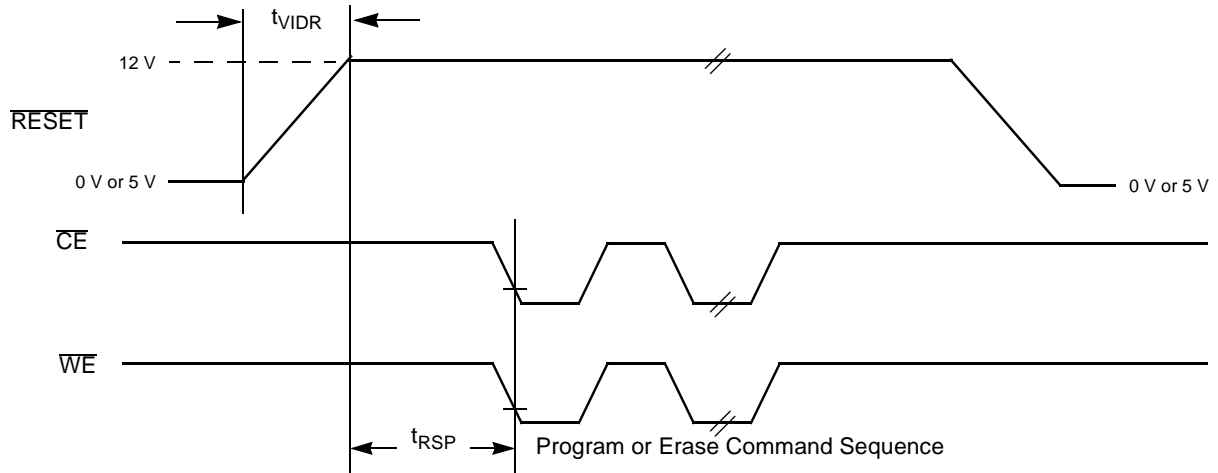 tVIDR
12 V
RESET
0 V or 5 V
0 V or 5 V
CE
WE
tRSP
Program or Erase Command Sequence